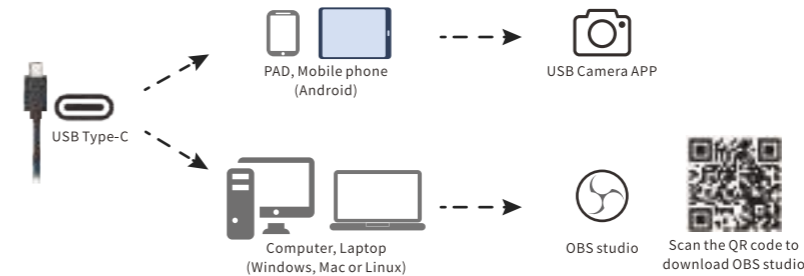 PAD, Mobile phone
(Android)
USB Camera APP
USB Type-C
Computer, Laptop
(Windows, Mac or Linux)
OBS studio
Scan the QR code to
download OBS studio